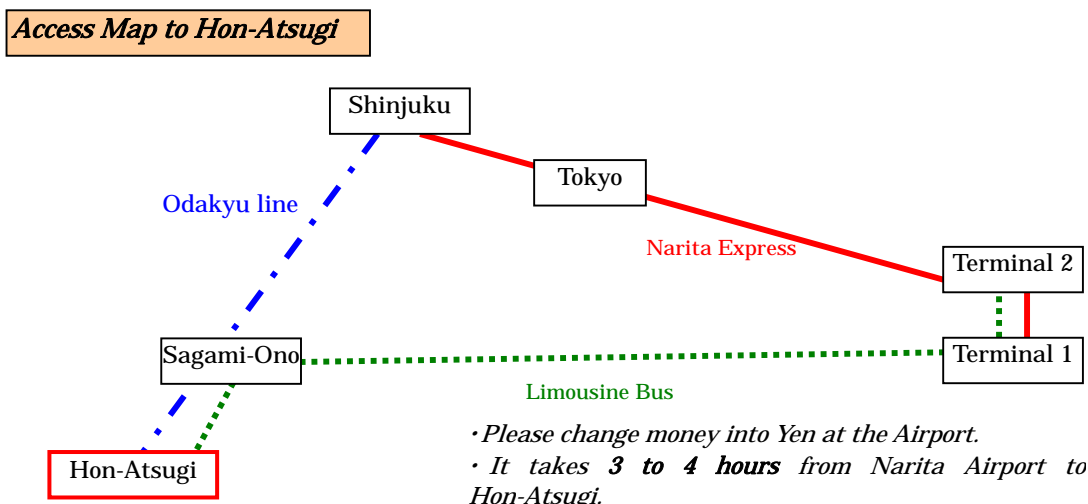 Access Map to Hon-Atsugi
Shinjuku
Tokyo
Odakyu line
Narita Express
Terminal 2
Sagami-Ono
Terminal 1
Limousine Bus
・Please change money into Yen at the Airport.
・It takes 3 to 4 hours from Narita Airport to
Hon-Atsugi.
Hon-Atsugi